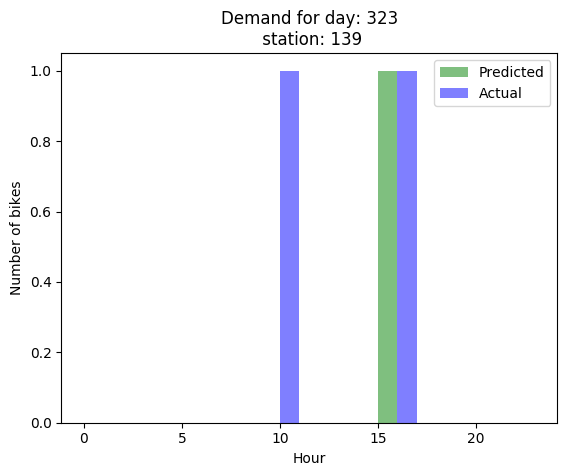 Demand for day: 323
station: 139
Predicted
Actual
Number of bikes
1.0
0.8
0.6
0.4
0.2
0.0
0 5 10 15 20
Hour